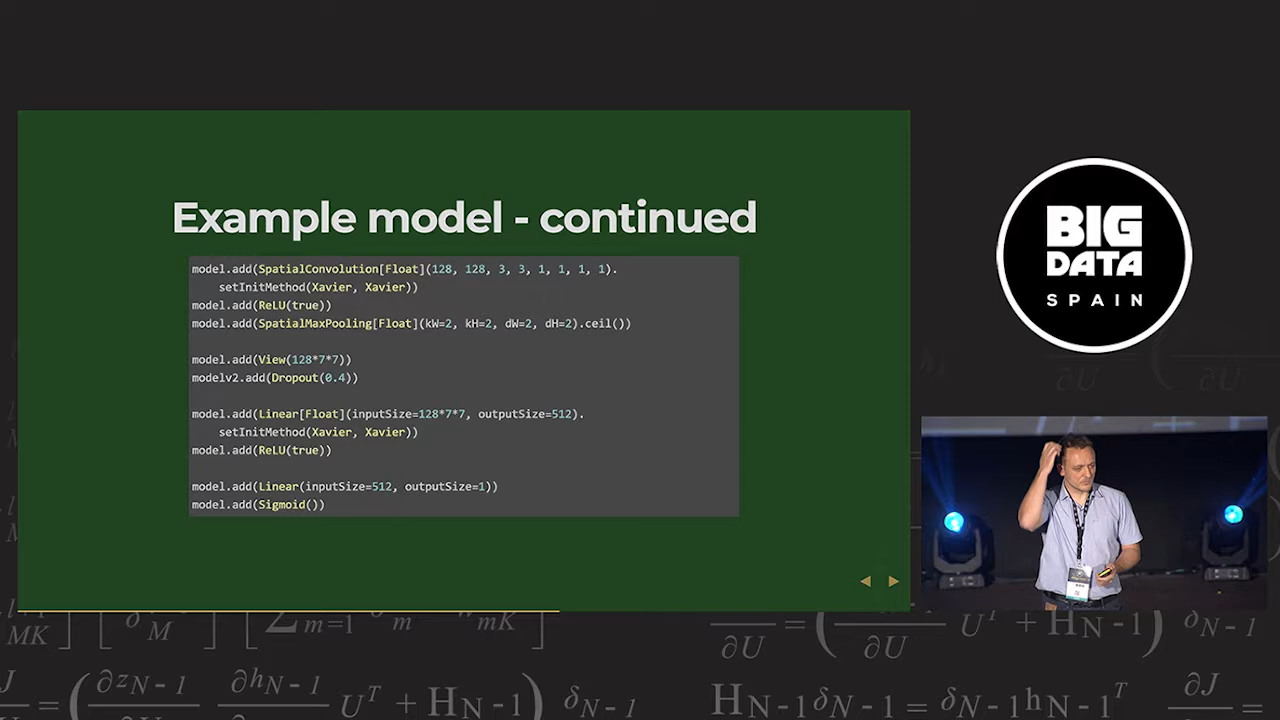 Example model - continued
model.add(SpatialConvolution[Float](128, 128, 3, 3, 1, 1, 1, 1).
setInitMethod(Xavier, Xavier))
model.add(ReLU(true))
model.add(SpatialMaxPooling[Float](kW=2, kH=2, dW=2, dH=2).ceil())
model.add(View(128*7*7))
modelv2.add(Dropout(0.4))
model.add(Linear[Float](inputSize=128*7*7, outputSize=512).
setInitMethod(Xavier, Xavier))
model.add(ReLU(true))
model.add(Linear(inputSize=512, outputSize=1))
model.add(Sigmoid())
BIG
DATA
SPAIN